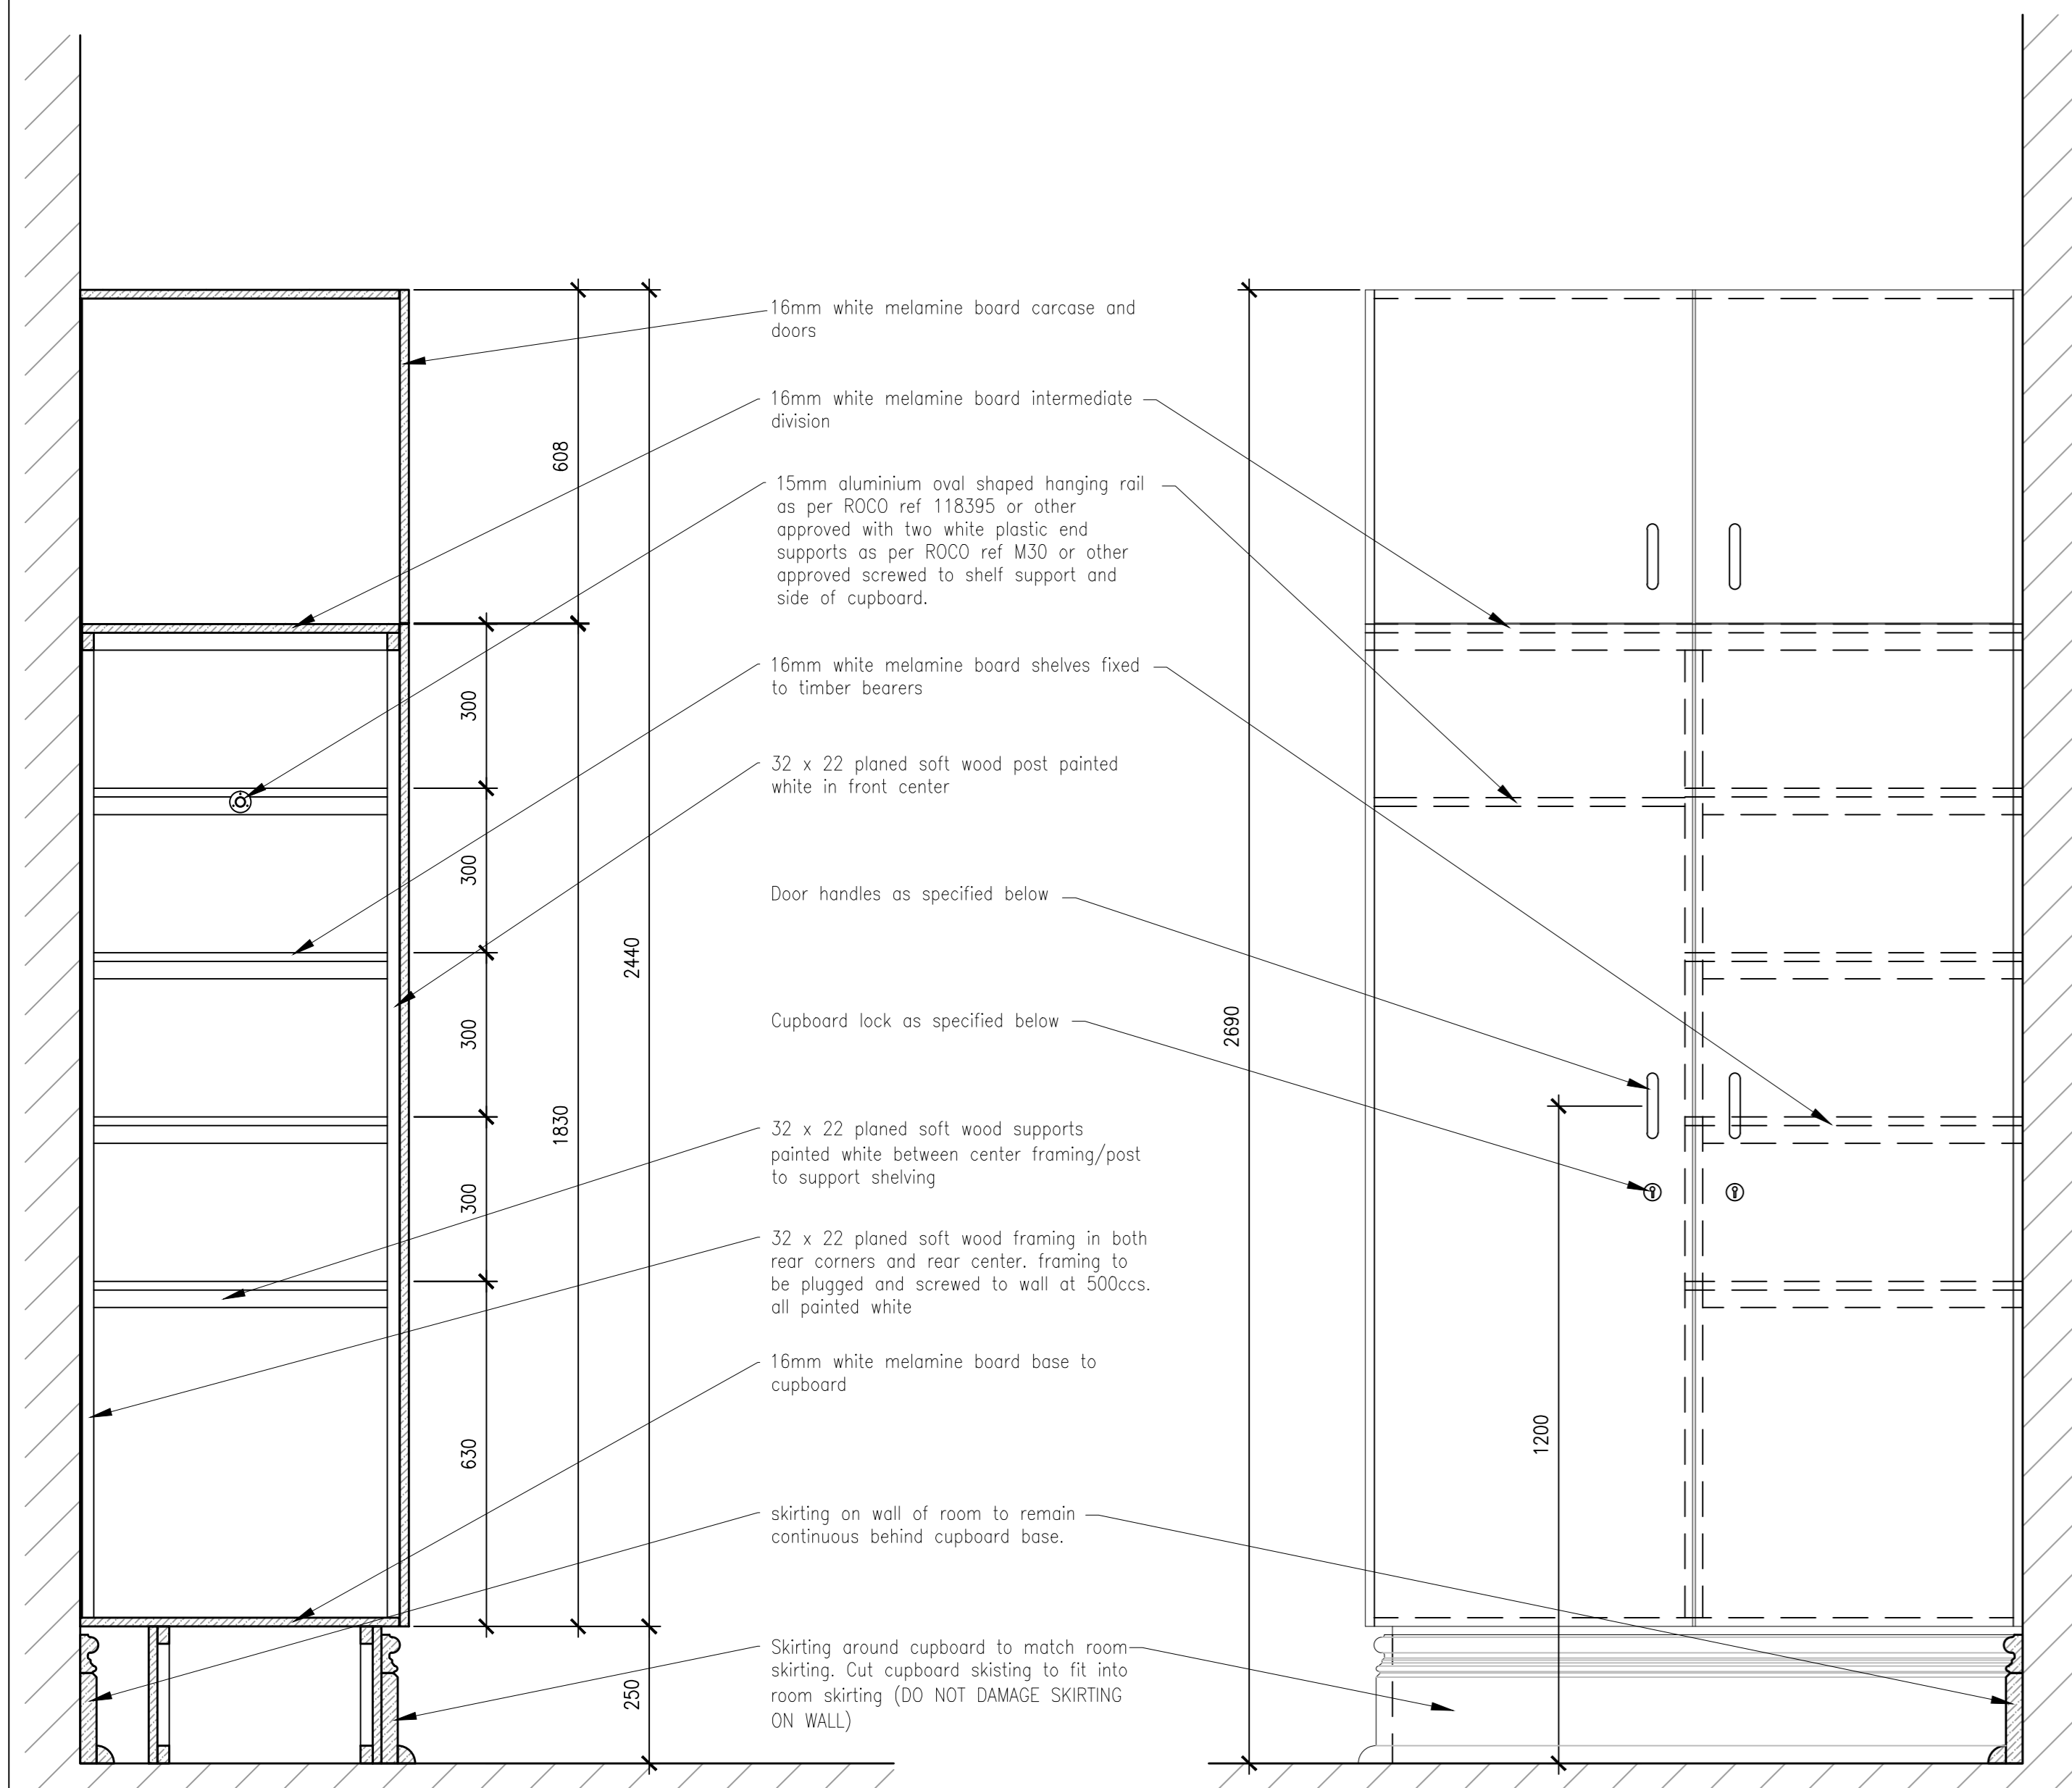 16mm white melamine board carcase and
doors
16mm white melamine board intermediate
division
15mm aluminium oval shaped hanging rail
as per ROCO ref 118395 or other
approved with two white plastic end
supports as per ROCO ref M30 or other
approved screwed to shelf support and
side of cupboard.
16mm white melamine board shelves fixed
to timber bearers
32 x 22 planed soft wood post painted
white in front center
Door handles as specified below
Cupboard lock as specified below
32 x 22 planed soft wood supports
painted white between center framing/post
to support shelving
32 x 22 planed soft wood framing in both
rear corners and rear center. framing to
be plugged and screwed to wall at 500ccs.
all painted white
16mm white melamine board base to
cupboard
skirting on wall of room to remain
continuous behind cupboard base.
Skirting around cupboard to match room
skirting. Cut cupboard skisting to fit into
room skirting (DO NOT DAMAGE SKIRTING
ON WALL)
608
300
300
300
300
630
1830
2440
250
2690
1200